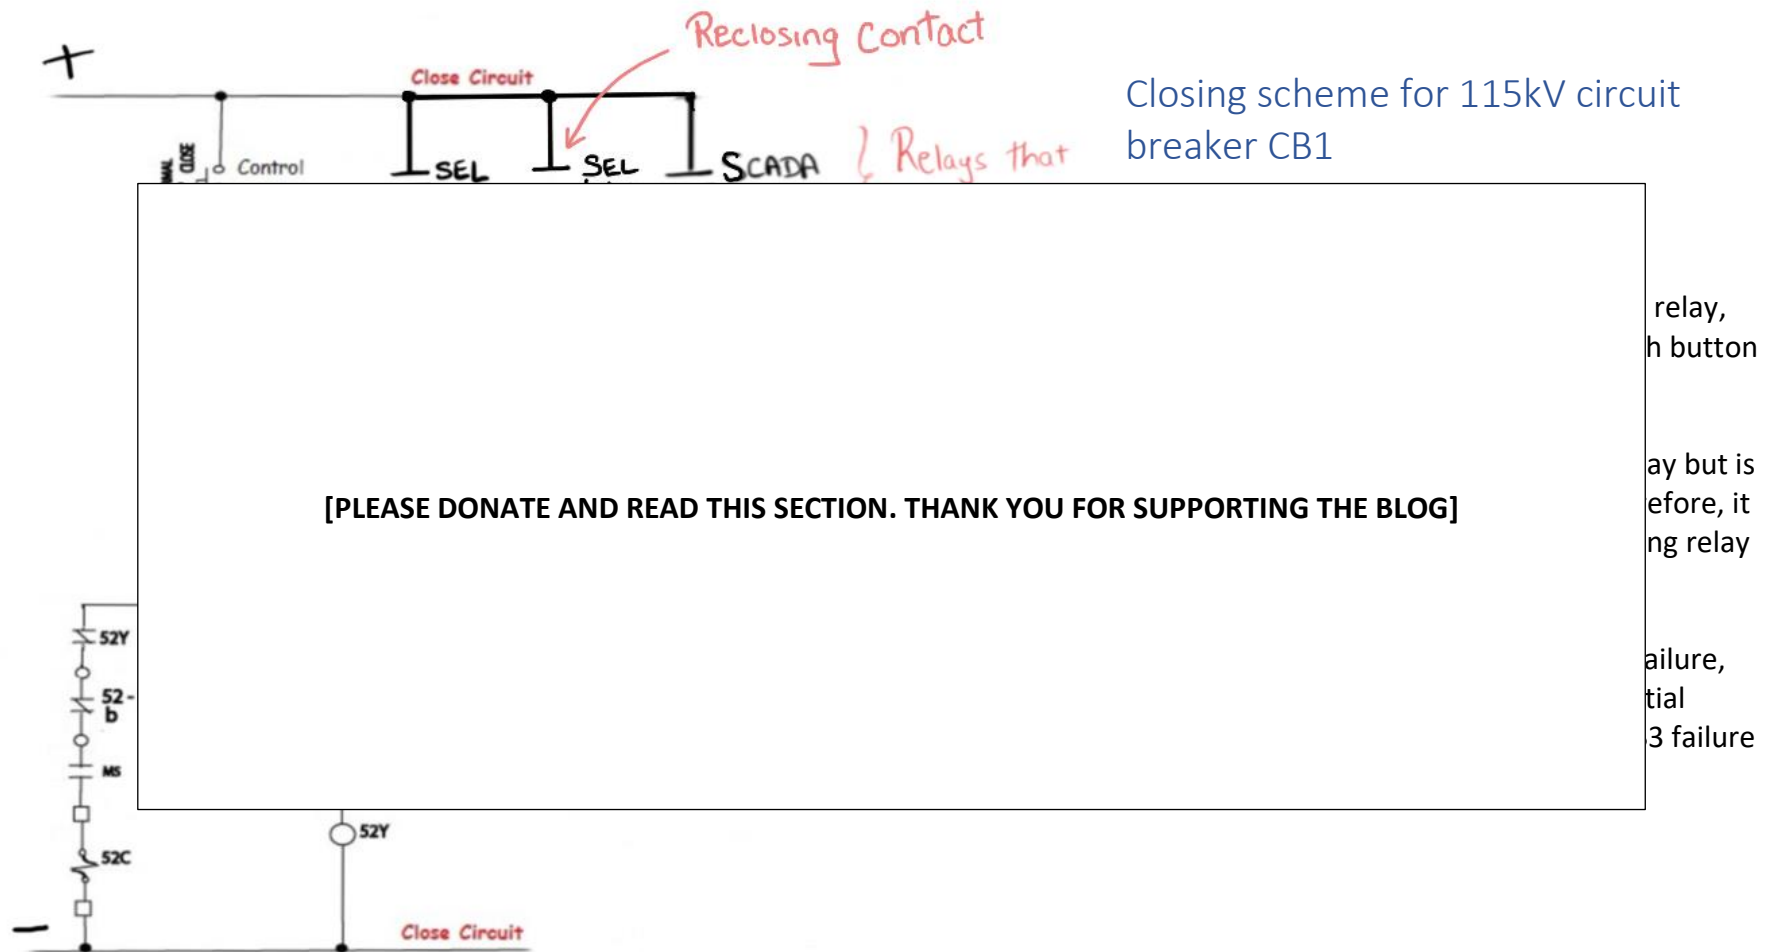 Reclosing Contact
+
Close Circuit
Closing scheme for 115kV circuit
breaker CB1
CLOSE
Control
SEL
SEL
SCADA
Relays that
relay,
h button
[PLEASE DONATE AND READ THIS SECTION. THANK YOU FOR SUPPORTING THE BLOG]
ay but is
efore, it
ng relay
ailure,
tial
3 failure
52Y
52-
b
MS
52C
52Y
Close Circuit
-